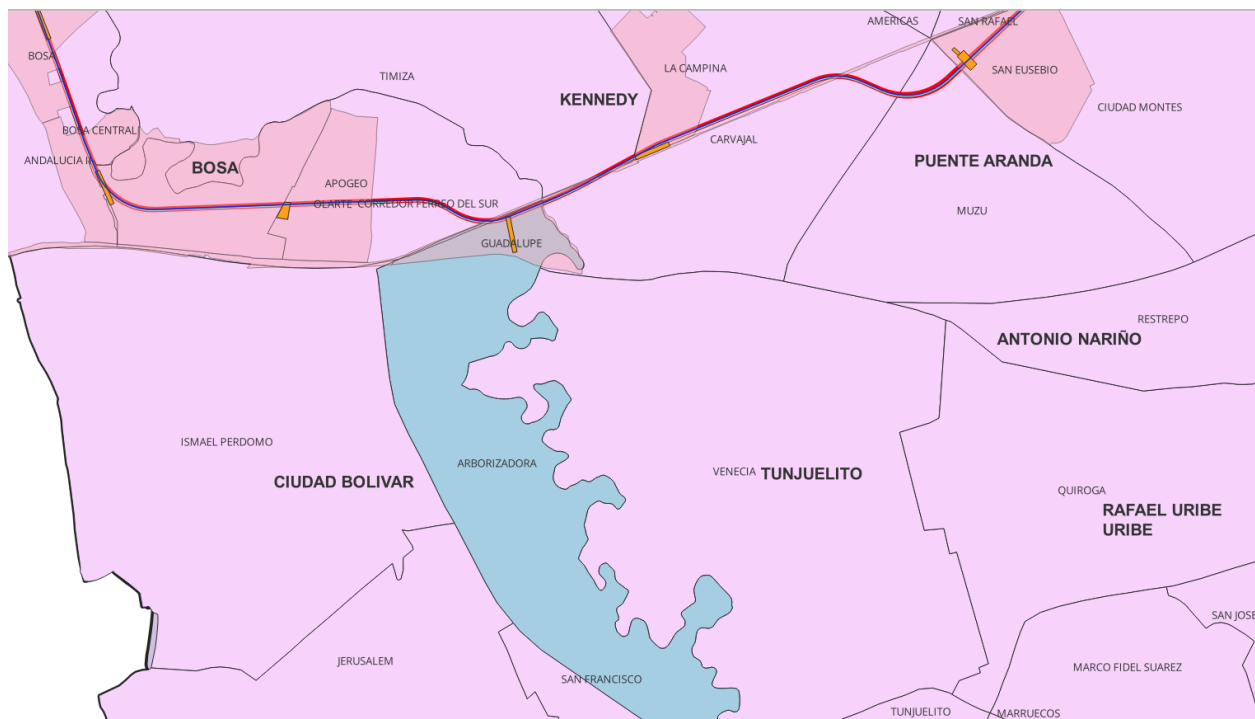 AMERICAS
SAN RAFAEL
BOSA
TIMIZA
LA CAMPINA
SAN EUSEBIO
KENNEDY
CIUDAD MONTES
BOSA CENTRAL
CARVAJAL
ANDALUCIA II
BOSA
PUENTE ARANDA
APOGEO
OLARTE
CORREDOR FERREO DEL SUR
MUZU
GUADALUPE
RESTREPO
ANTONIO NARIÑO
ISMAEL PERDOMO
ARBORIZADORA
VENECIA
TUNJUELITO
CIUDAD BOLIVAR
QUIROGA
RAFAEL URIBE
URIBE
SAN JOSE
JERUSALEM
MARCO FIDEL SUAREZ
SAN FRANCISCO
TUNJUELITO
MARRUECOS